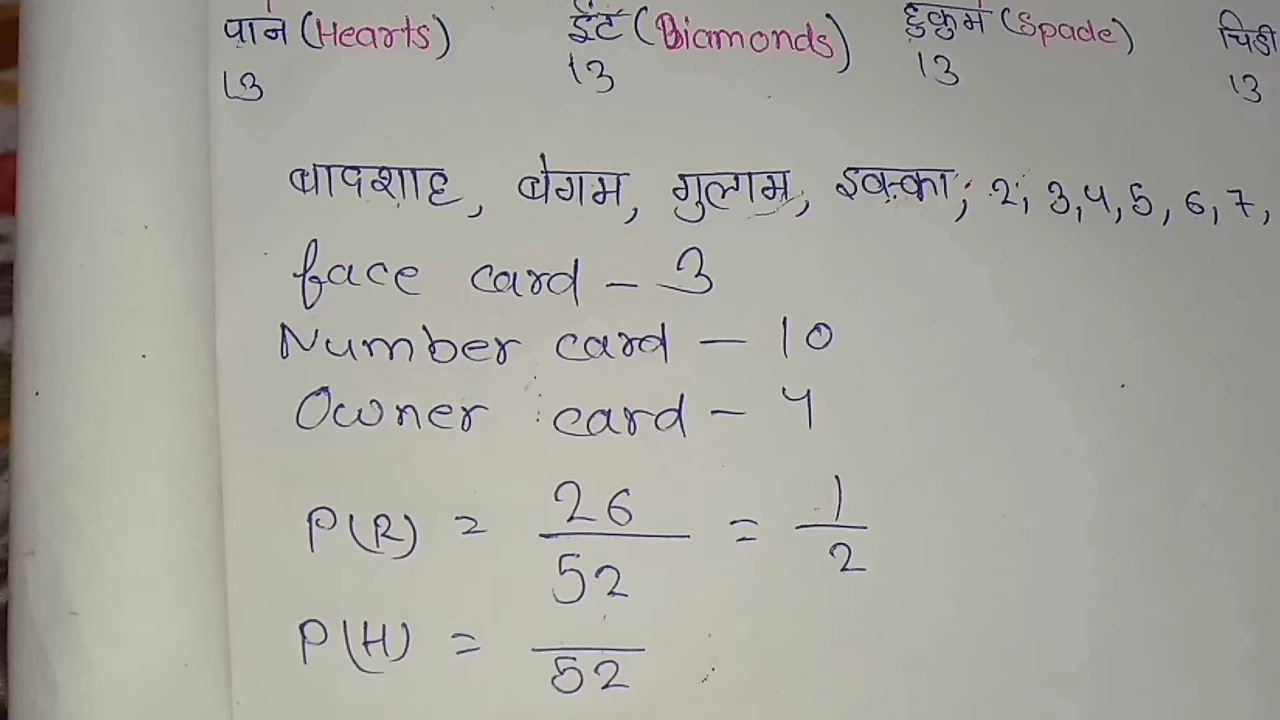 पान (Hearts) ईंट (Diamonds) हुकुम (Spade) चिडी
13 13 13 13
बादशाह, बेगम, गुलाम, इक्का, 2, 3, 4, 5, 6, 7,
face card - 3
Number card - 10
Owner card - 4
P(R) = 26/52 = 1/2
P(H) = /52